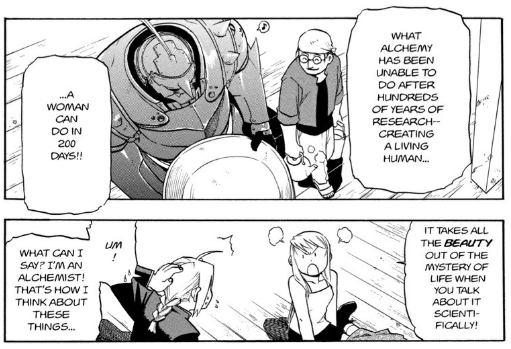 WHAT
ALCHEMY
HAS BEEN
UNABLE TO
DO AFTER
HUNDREDS
OF YEARS OF
RESEARCH--
CREATING
A LIVING
HUMAN...
...A
WOMAN
CAN
DO IN
200
DAYS!!
IT TAKES ALL
THE BEAUTY
OUT OF THE
MYSTERY OF
LIFE WHEN
YOU TALK
ABOUT IT
SCIENTI-
FICALLY!
UM
!
WHAT CAN I
SAY? I'M AN
ALCHEMIST!
THAT'S HOW I
THINK ABOUT
THESE
THINGS...